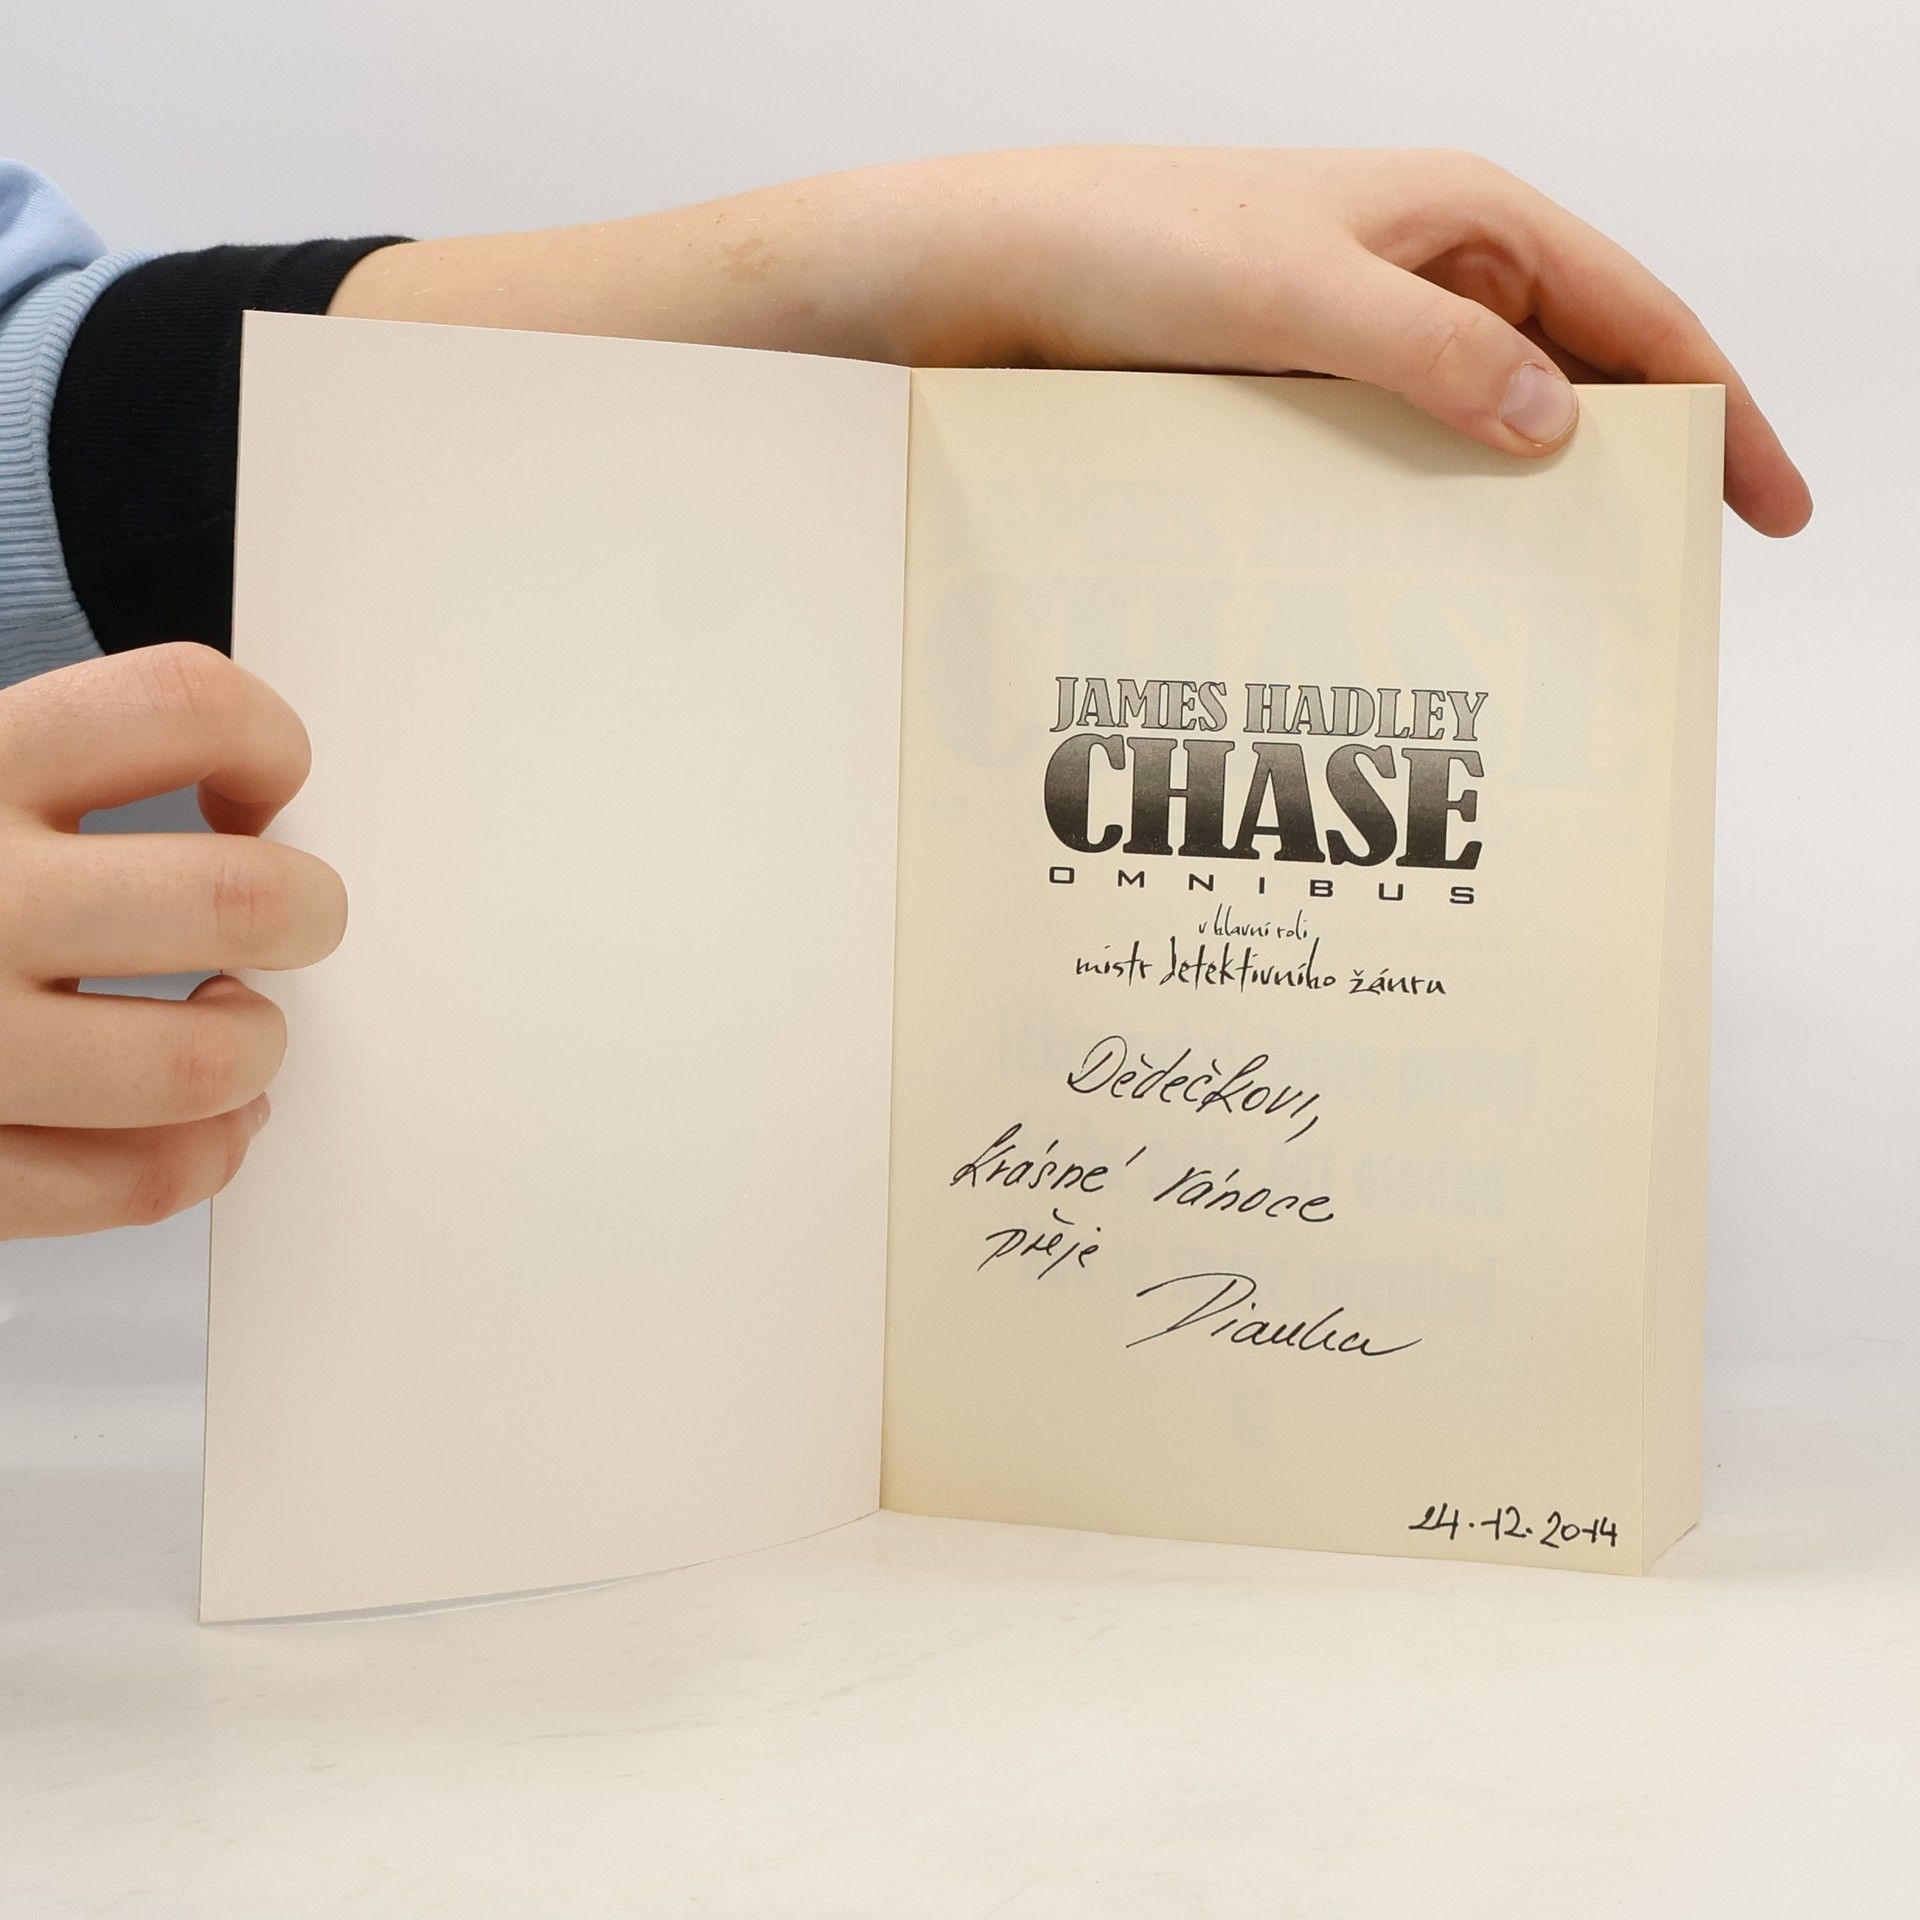 JAMES HADLEY
CHASE
OMNIBUS
v hlavní roli
mistr detektivního žánru
Dědečkovi,
krásné vánoce
přeje
Dianka
24.12.2014